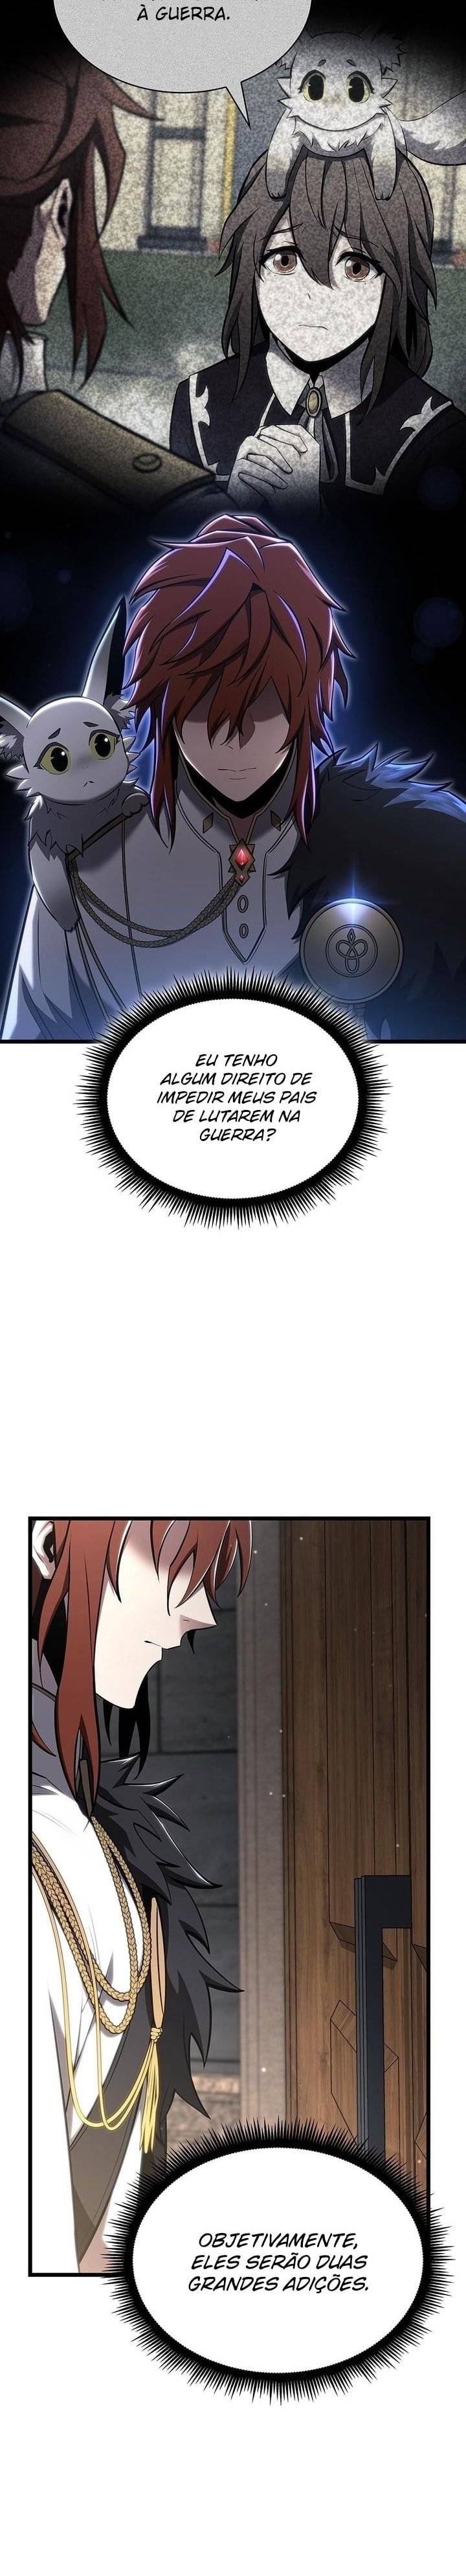 À GUERRA.
EU TENHO
ALGUM DIREITO DE
IMPEDIR MEUS PAIS
DE LUTAREM NA
GUERRA?
OBJETIVAMENTE,
ELES SERÃO DUAS
GRANDES ADIÇÕES.